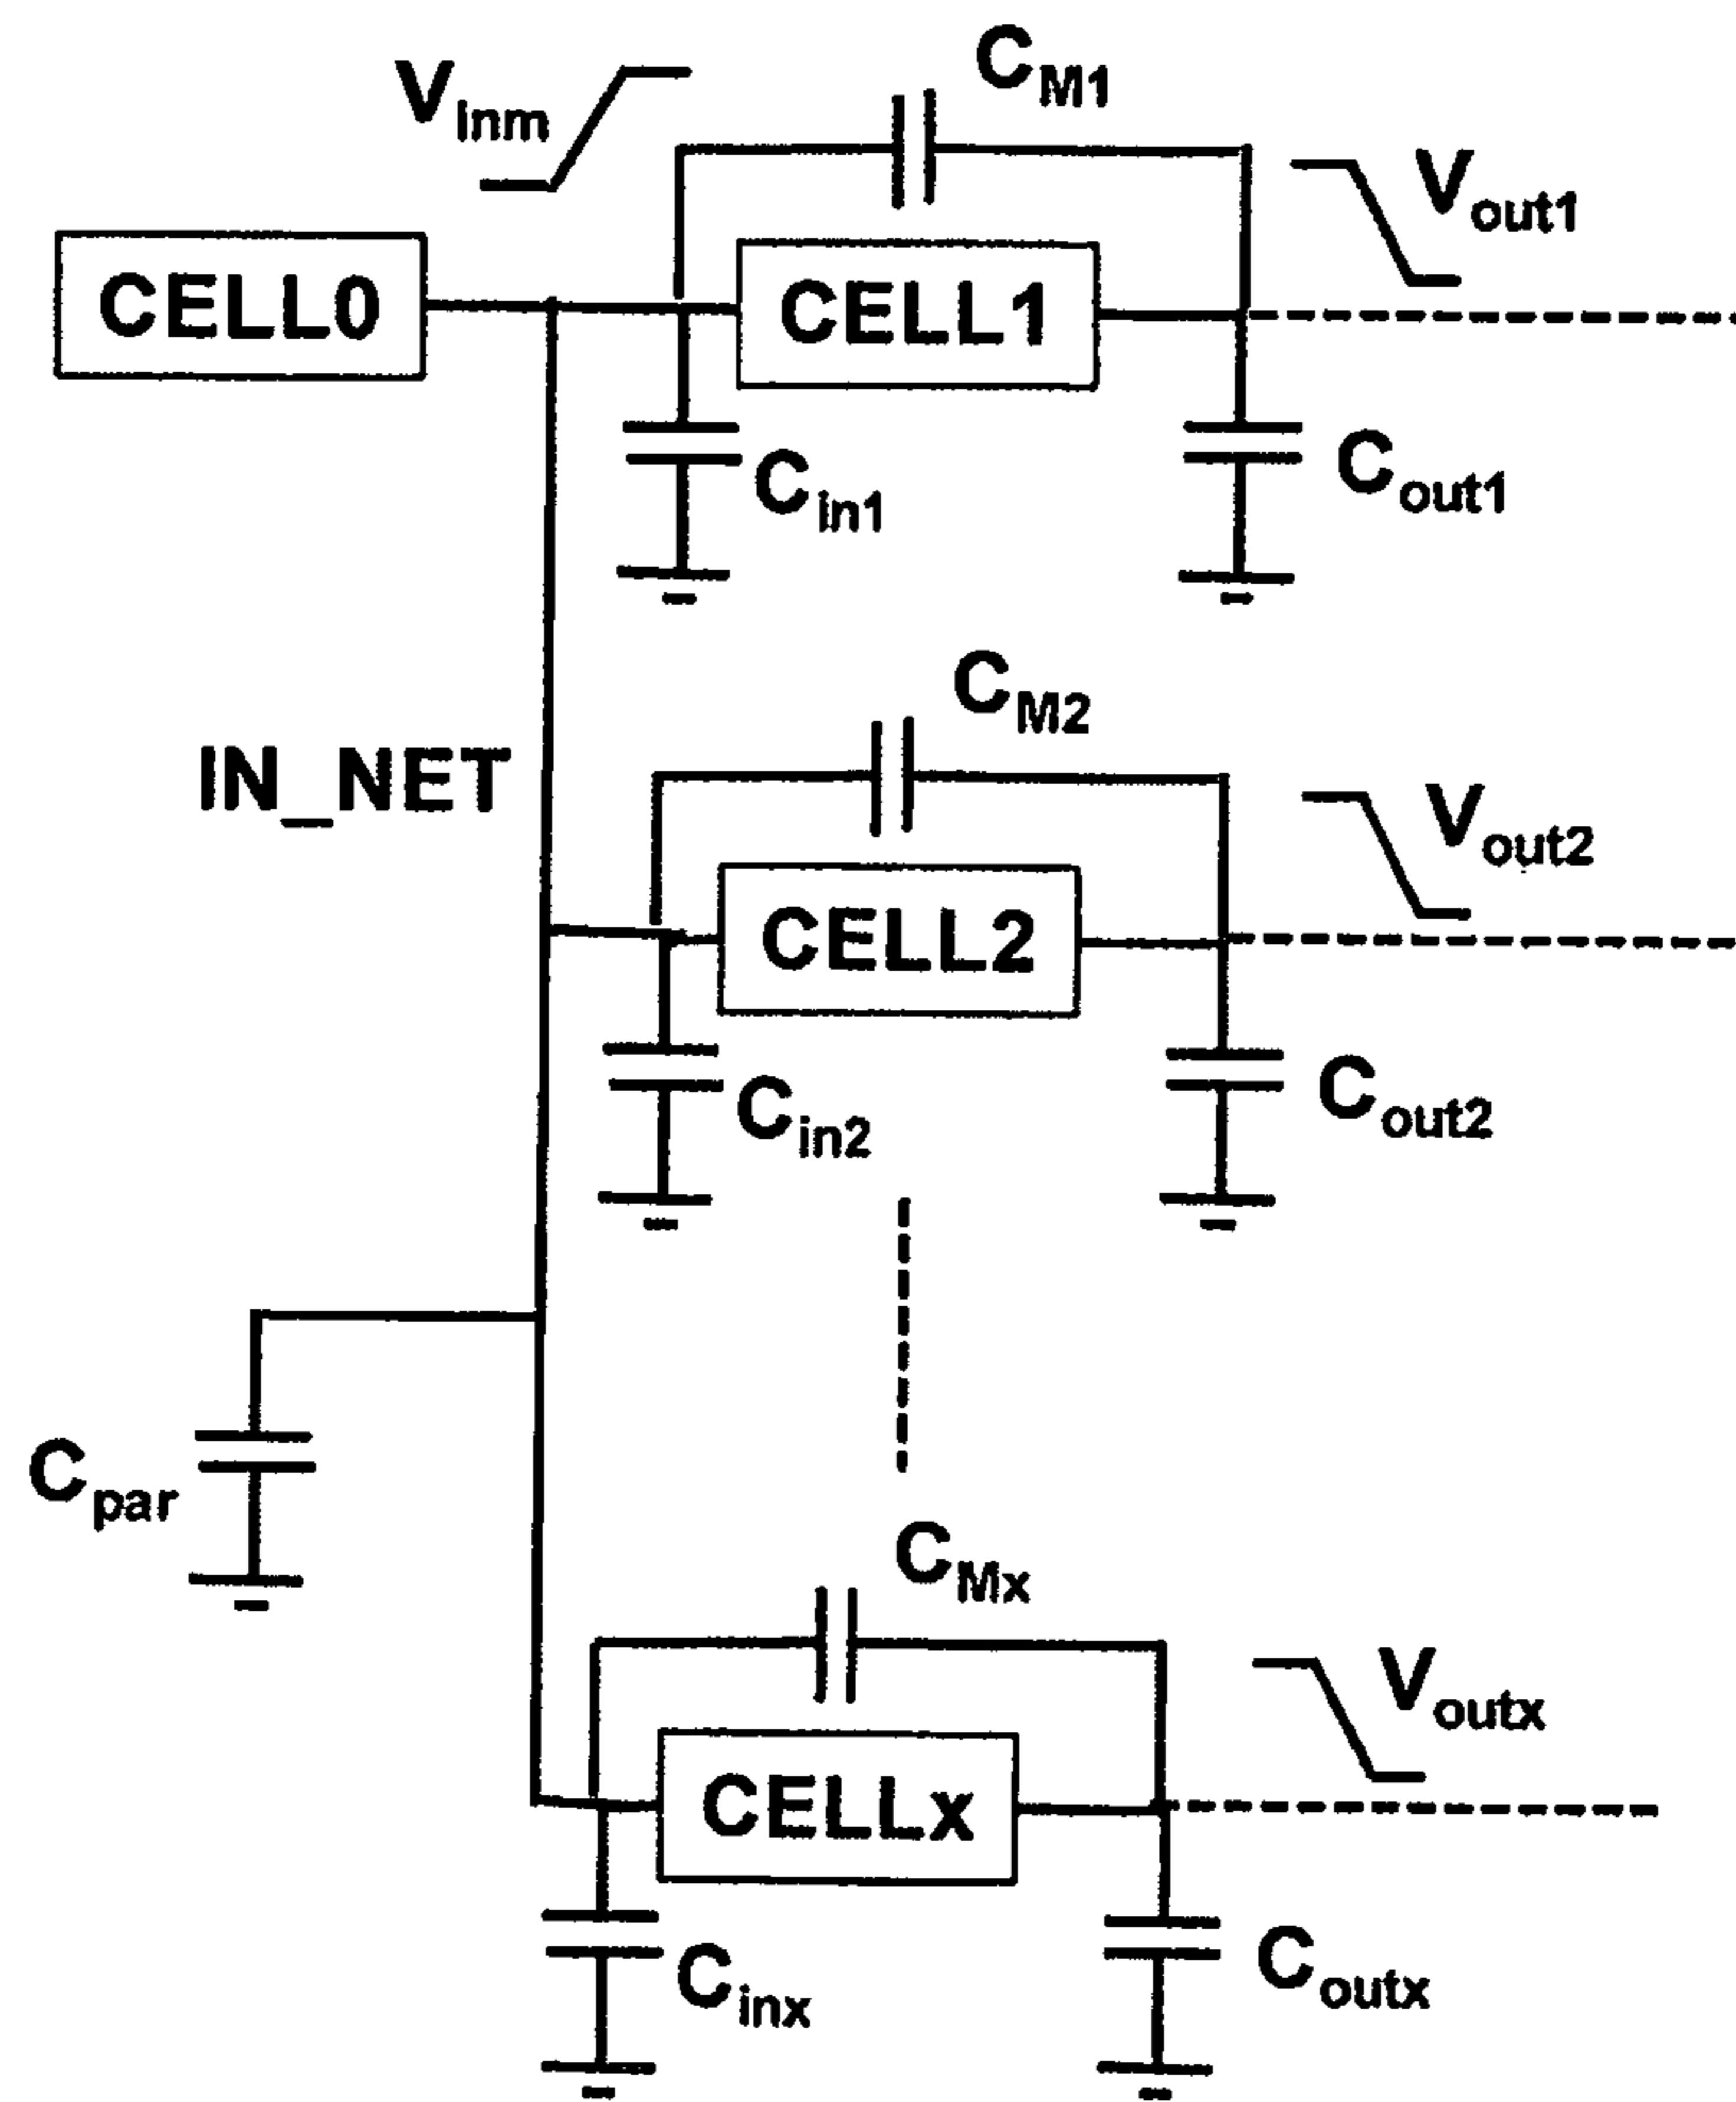 C_M1
V_Inm
V_out1
CELL0
CELL1
C_in1
C_out1
C_M2
IN_NET
V_out2
CELL2
C_in2
C_out2
C_par
C_Mx
V_outx
CELLx
C_inx
C_outx